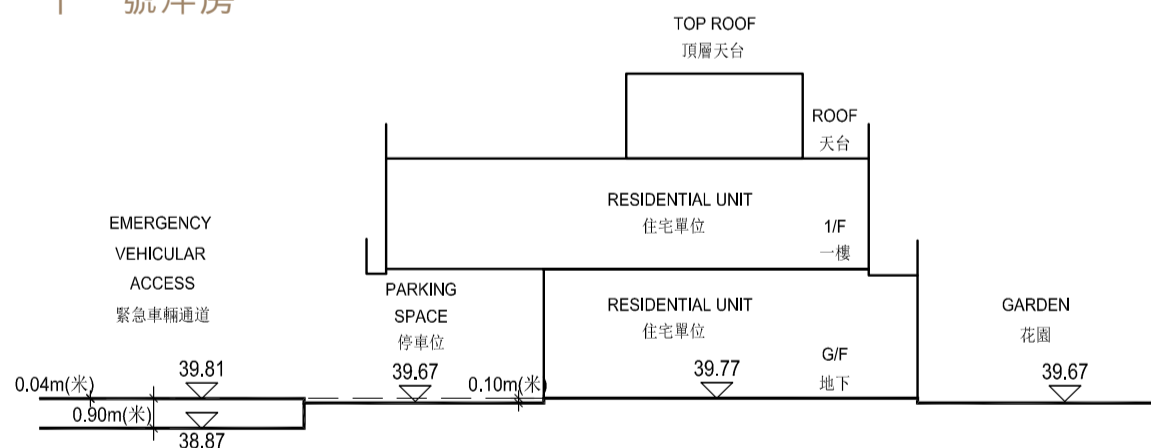 號洋房
TOP ROOF
頂層天台
ROOF
天台
RESIDENTIAL UNIT
住宅單位
1/F
一樓
EMERGENCY
VEHICULAR
ACCESS
緊急車輛通道
PARKING
SPACE
停車位
RESIDENTIAL UNIT
住宅單位
G/F
地下
GARDEN
花園
39.81
39.67
39.77
39.67
0.04m(米)
0.10m(米)
0.90m(米)
38.87